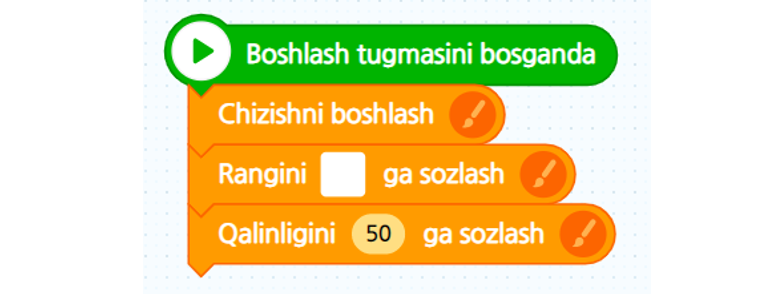 Boshlash tugmasini bosganda
Chizishni boshlash
Rangini ga sozlash
Qalinligini 50 ga sozlash